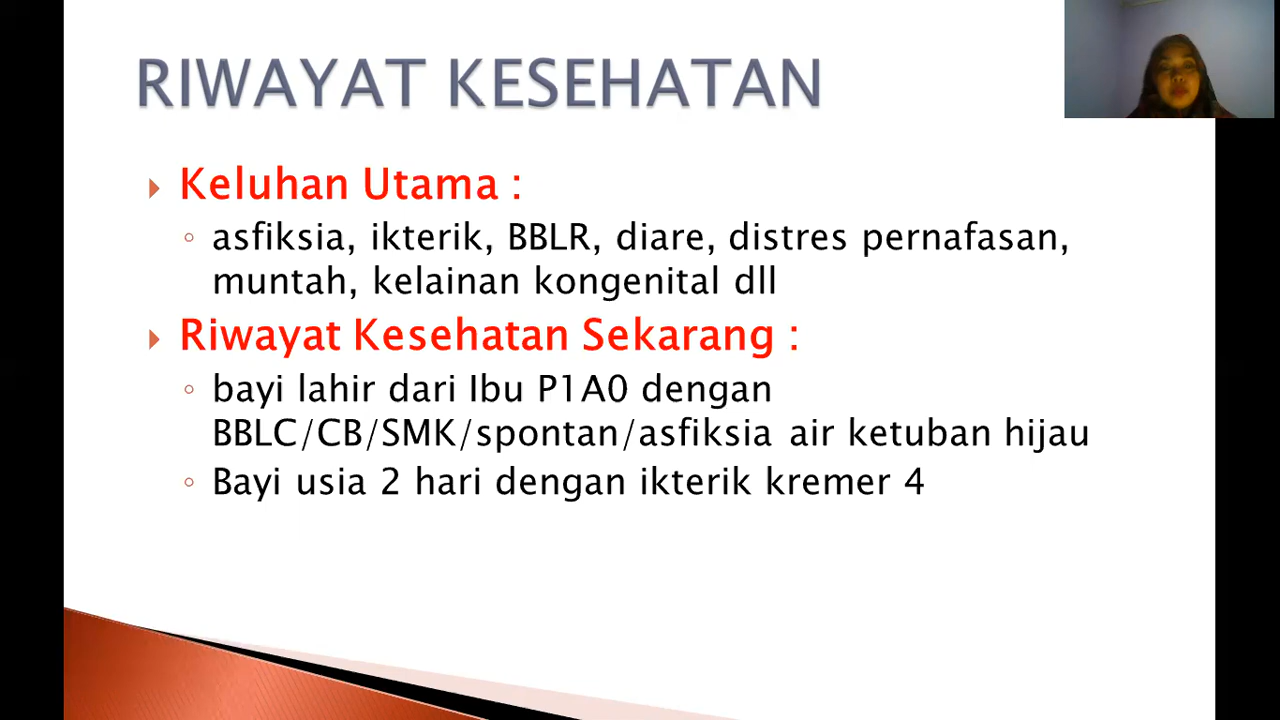 RIWAYAT KESEHATAN
Keluhan Utama :
asfiksia, ikterik, BBLR, diare, distres pernafasan,
muntah, kelainan kongenital dll
Riwayat Kesehatan Sekarang :
bayi lahir dari Ibu P1A0 dengan
BBLC/CB/SMK/spontan/asfiksia air ketuban hijau
Bayi usia 2 hari dengan ikterik kremer 4